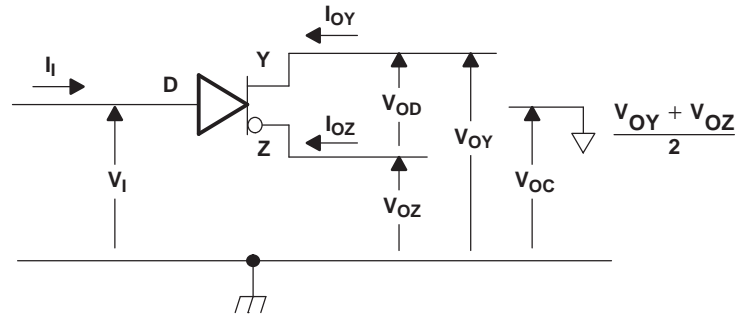 I_OY
I_I
D
Y
V_OD
I_OZ
Z
V_OY
V_OY + V_OZ
2
V_I
V_OZ
V_OC